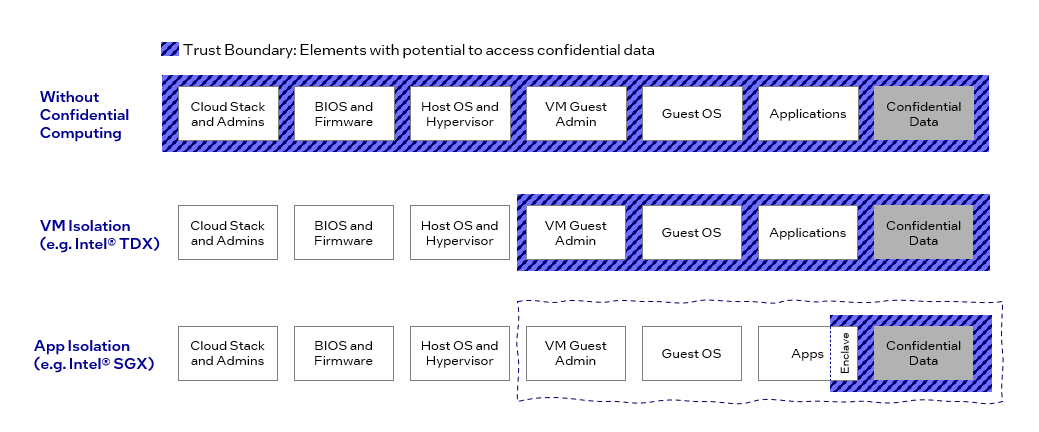 Trust Boundary: Elements with potential to access confidential data
Without
Confidential
Computing
Cloud Stack
and Admins
BIOS and
Firmware
Host OS and
Hypervisor
VM Guest
Admin
Guest OS
Applications
Confidential
Data
VM Isolation
(e.g. Intel® TDX)
Cloud Stack
and Admins
BIOS and
Firmware
Host OS and
Hypervisor
VM Guest
Admin
Guest OS
Applications
Confidential
Data
App Isolation
(e.g. Intel® SGX)
Cloud Stack
and Admins
BIOS and
Firmware
Host OS and
Hypervisor
VM Guest
Admin
Guest OS
Apps
Enclave
Confidential
Data